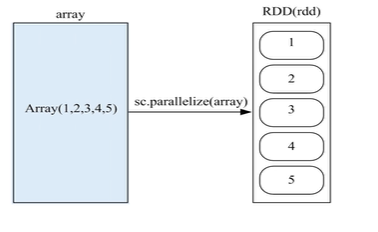 array
RDD(rdd)
Array(1,2,3,4,5)
sc.parallelize(array)
1
2
3
4
5